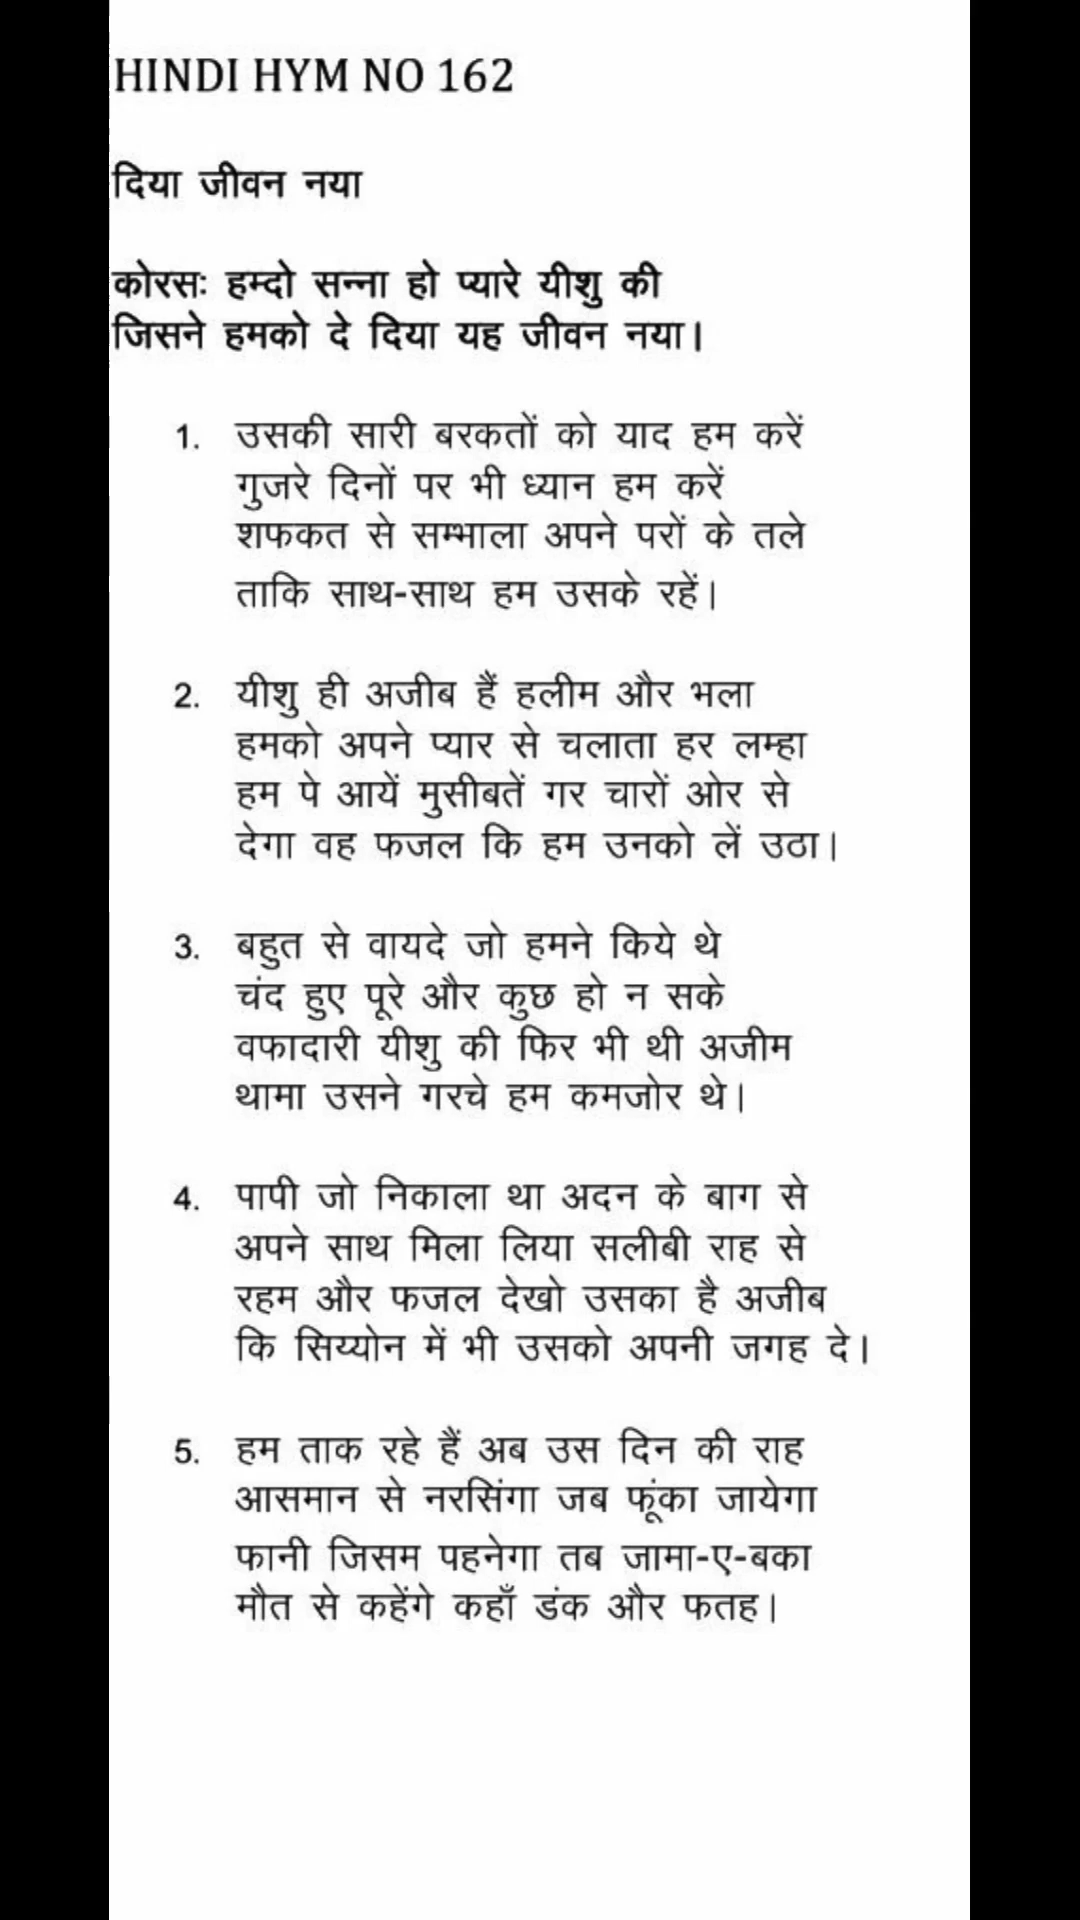 HINDI HYM NO 162
दिया जीवन नया
कोरसः हम्दो सन्ना हो प्यारे यीशु की
जिसने हमको दे दिया यह जीवन नया।
1. उसकी सारी बरकतों को याद हम करें
गुजरे दिनों पर भी ध्यान हम करें
शफकत से सम्भाला अपने परों के तले
ताकि साथ-साथ हम उसके रहें।
2. यीशु ही अजीब हैं हलीम और भला
हमको अपने प्यार से चलाता हर लम्हा
हम पे आयें मुसीबतें गर चारों ओर से
देगा वह फजल कि हम उनको लें उठा।
3. बहुत से वायदे जो हमने किये थे
चंद हुए पूरे और कुछ हो न सके
वफादारी यीशु की फिर भी थी अजीम
थामा उसने गरचे हम कमजोर थे।
4. पापी जो निकाला था अदन के बाग से
अपने साथ मिला लिया सलीबी राह से
रहम और फजल देखो उसका है अजीब
कि सिय्योन में भी उसको अपनी जगह दे।
5. हम ताक रहे हैं अब उस दिन की राह
आसमान से नरसिंगा जब फूंका जायेगा
फानी जिसम पहनेगा तब जामा-ए-बका
मौत से कहेंगे कहाँ डंक और फतह।